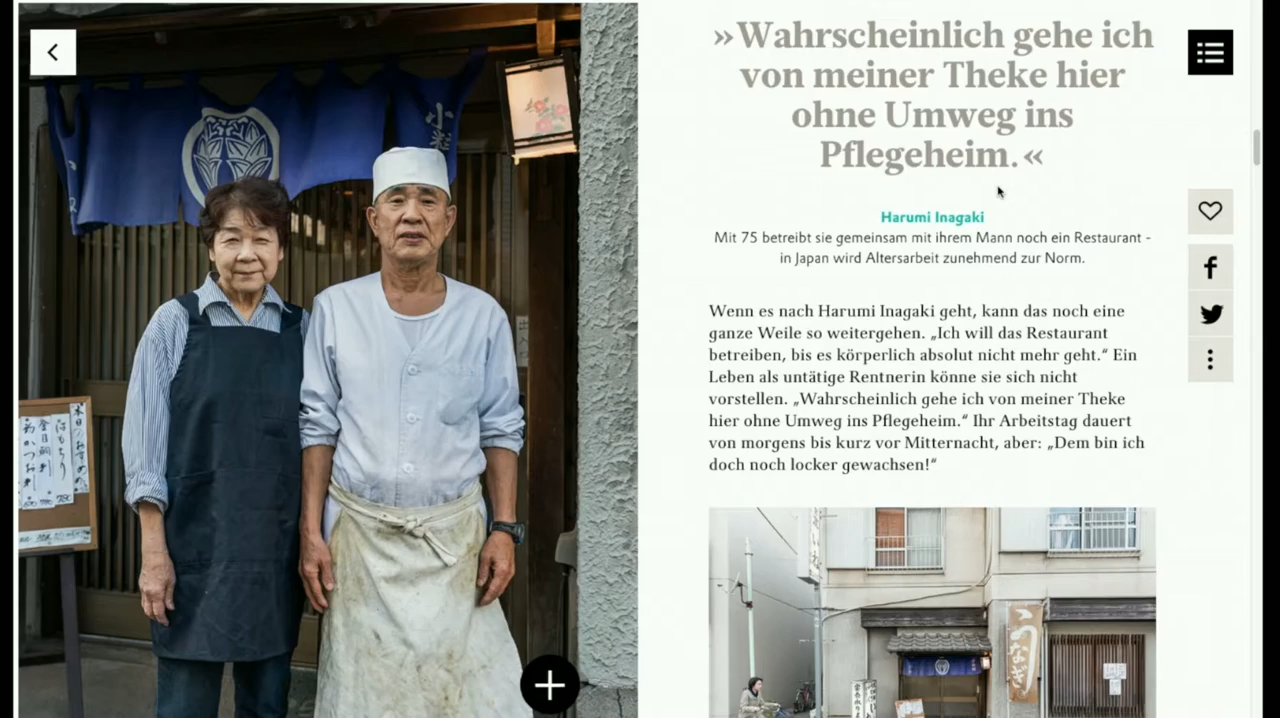 »Wahrscheinlich gehe ich
von meiner Theke hier
ohne Umweg ins
Pflegeheim.«
Harumi Inagaki
Mit 75 betreibt sie gemeinsam mit ihrem Mann noch ein Restaurant -
in Japan wird Altersarbeit zunehmend zur Norm.
Wenn es nach Harumi Inagaki geht, kann das noch eine
ganze Weile so weitergehen. „Ich will das Restaurant
betreiben, bis es körperlich absolut nicht mehr geht.“ Ein
Leben als untätige Rentnerin könne sie sich nicht
vorstellen. „Wahrscheinlich gehe ich von meiner Theke
hier ohne Umweg ins Pflegeheim.“ Ihr Arbeitstag dauert
von morgens bis kurz vor Mitternacht, aber: „Dem bin ich
doch noch locker gewachsen!“
うなぎ